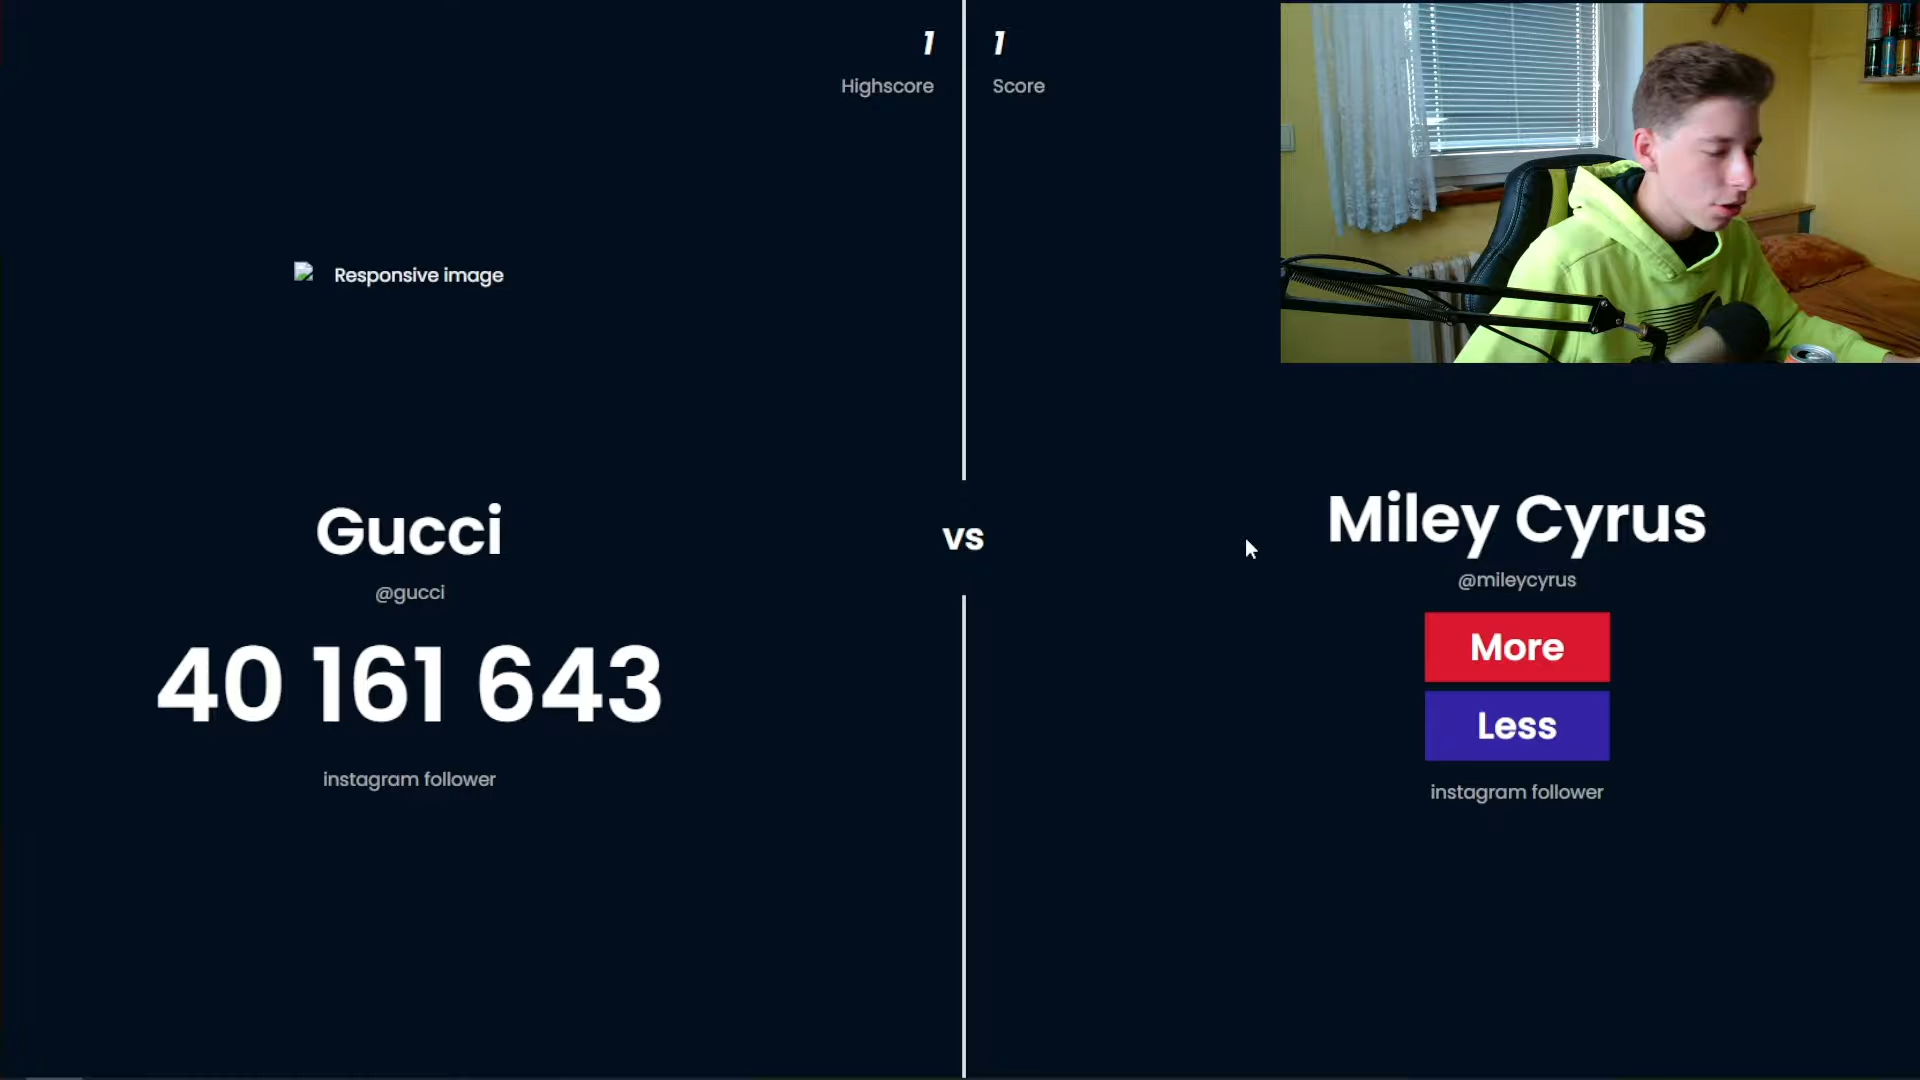 1
Highscore
1
Score
Responsive image
Gucci
@gucci
40 161 643
instagram follower
vs
Miley Cyrus
@mileycyrus
More
Less
instagram follower